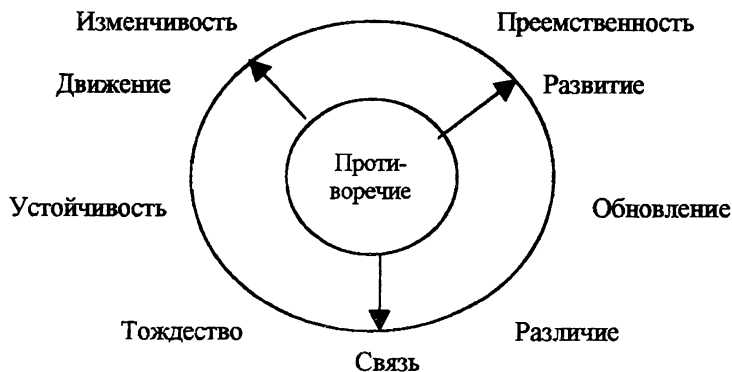 Изменчивость
Преемственность
Движение
Развитие
Проти-
воречие
Устойчивость
Обновление
Тождество
Различие
Связь